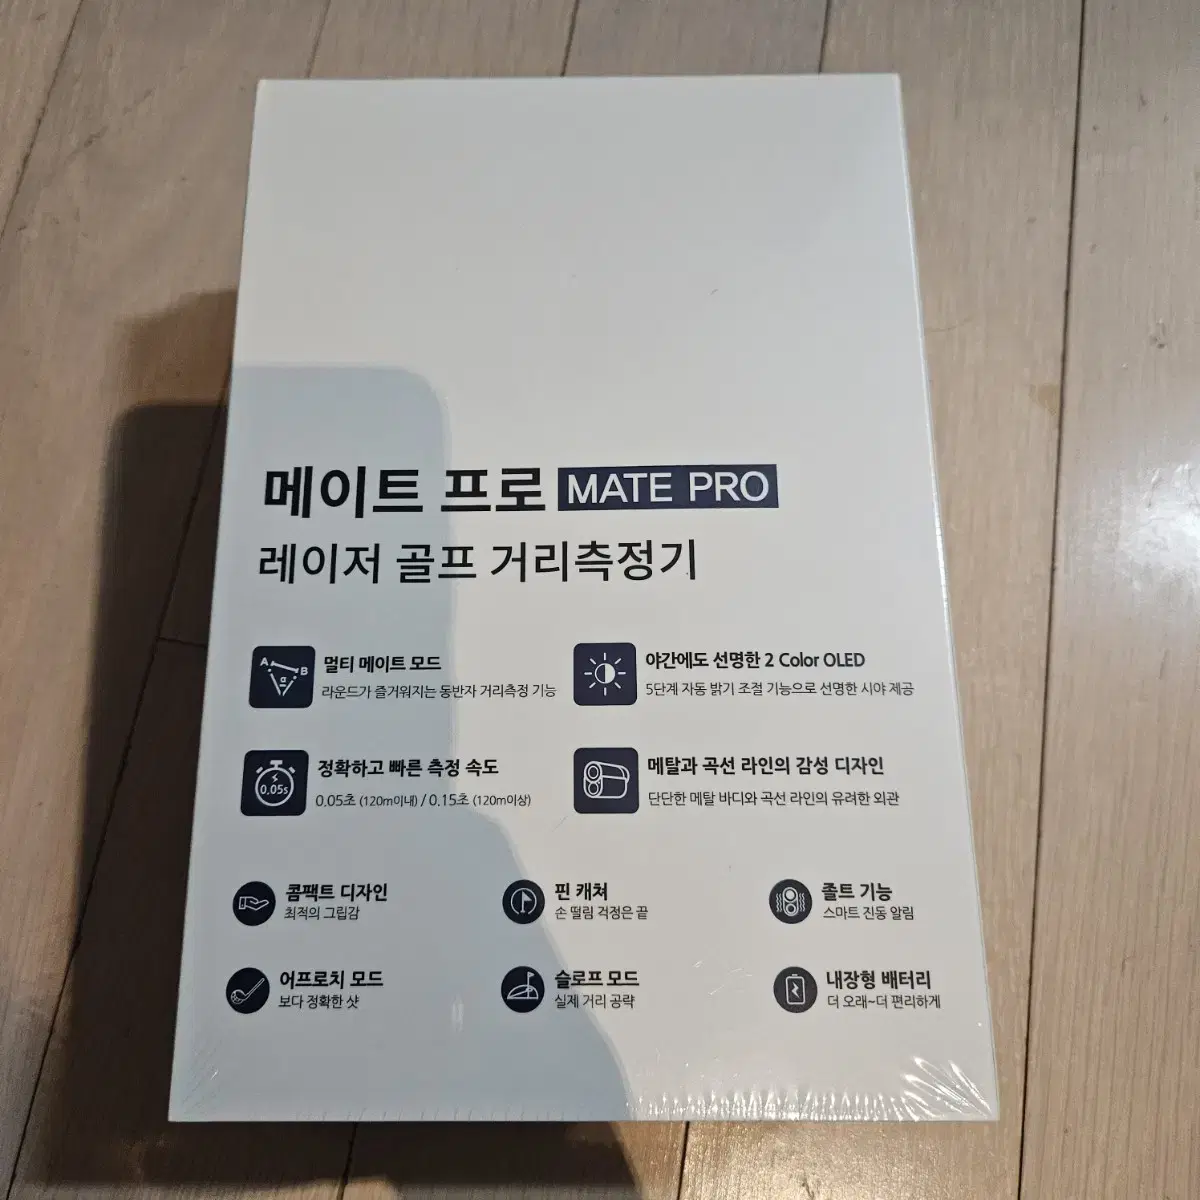 메이트 프로 MATE PRO
레이저 골프 거리측정기
A B α
멀티 메이트 모드
라운드가 즐거워지는 동반자 거리측정 기능
야간에도 선명한 2 Color OLED
5단계 자동 밝기 조절 기능으로 선명한 시야 제공
0.05s
정확하고 빠른 측정 속도
0.05초 (120m이내) / 0.15초 (120m이상)
메탈과 곡선 라인의 감성 디자인
단단한 메탈 바디와 곡선 라인의 유려한 외관
콤팩트 디자인
최적의 그립감
핀 캐쳐
손 떨림 걱정은 끝
졸트 기능
스마트 진동 알림
어프로치 모드
보다 정확한 샷
슬로프 모드
실제 거리 공략
내장형 배터리
더 오래~더 편리하게